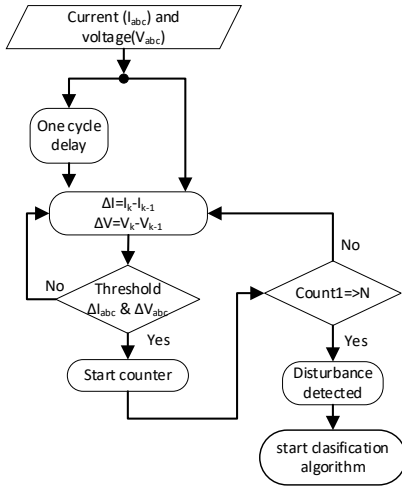 Current (Iabc) and
voltage(Vabc)
One cycle
delay
ΔI=Ik-Ik-1
ΔV=Vk-Vk-1
No
Threshold
ΔIabc & ΔVabc
Yes
Start counter
No
Count1=>N
Yes
Disturbance
detected
start clasification
algorithm